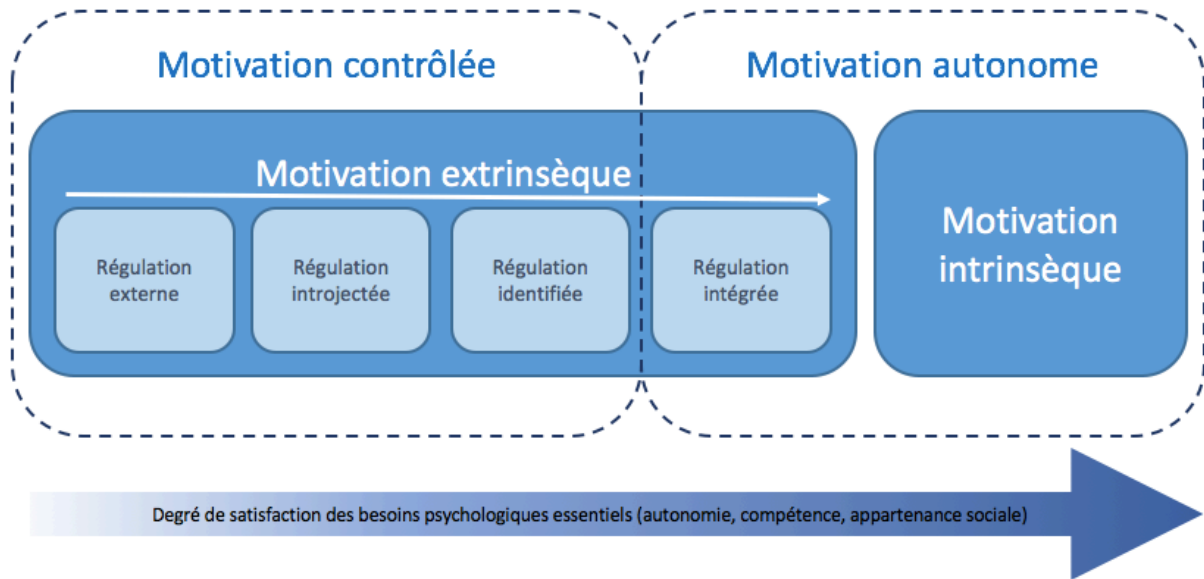 Motivation contrôlée
Motivation autonome
Motivation extrinsèque
Régulation
externe
Régulation
introjectée
Régulation
identifiée
Régulation
intégrée
Motivation
intrinsèque
Degré de satisfaction des besoins psychologiques essentiels (autonomie, compétence, appartenance sociale)